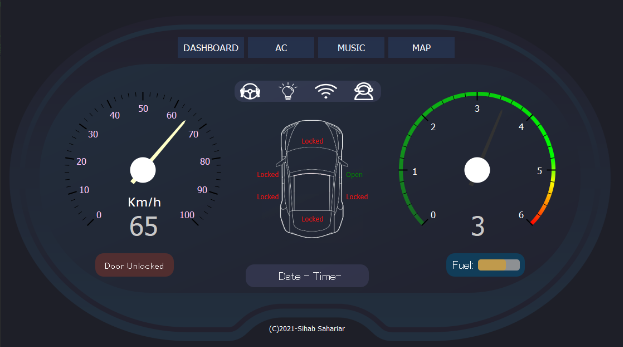 DASHBOARD AC MUSIC MAP
50
40 60
30 70
20 80
10 90
0 100
Km/h
65
Locked
Locked Open
Locked Locked
Locked
3
2 4
1 5
0 6
3
Door Unlocked
Date - Time-
Fuel:
(C)2021-Sihab Sahariar